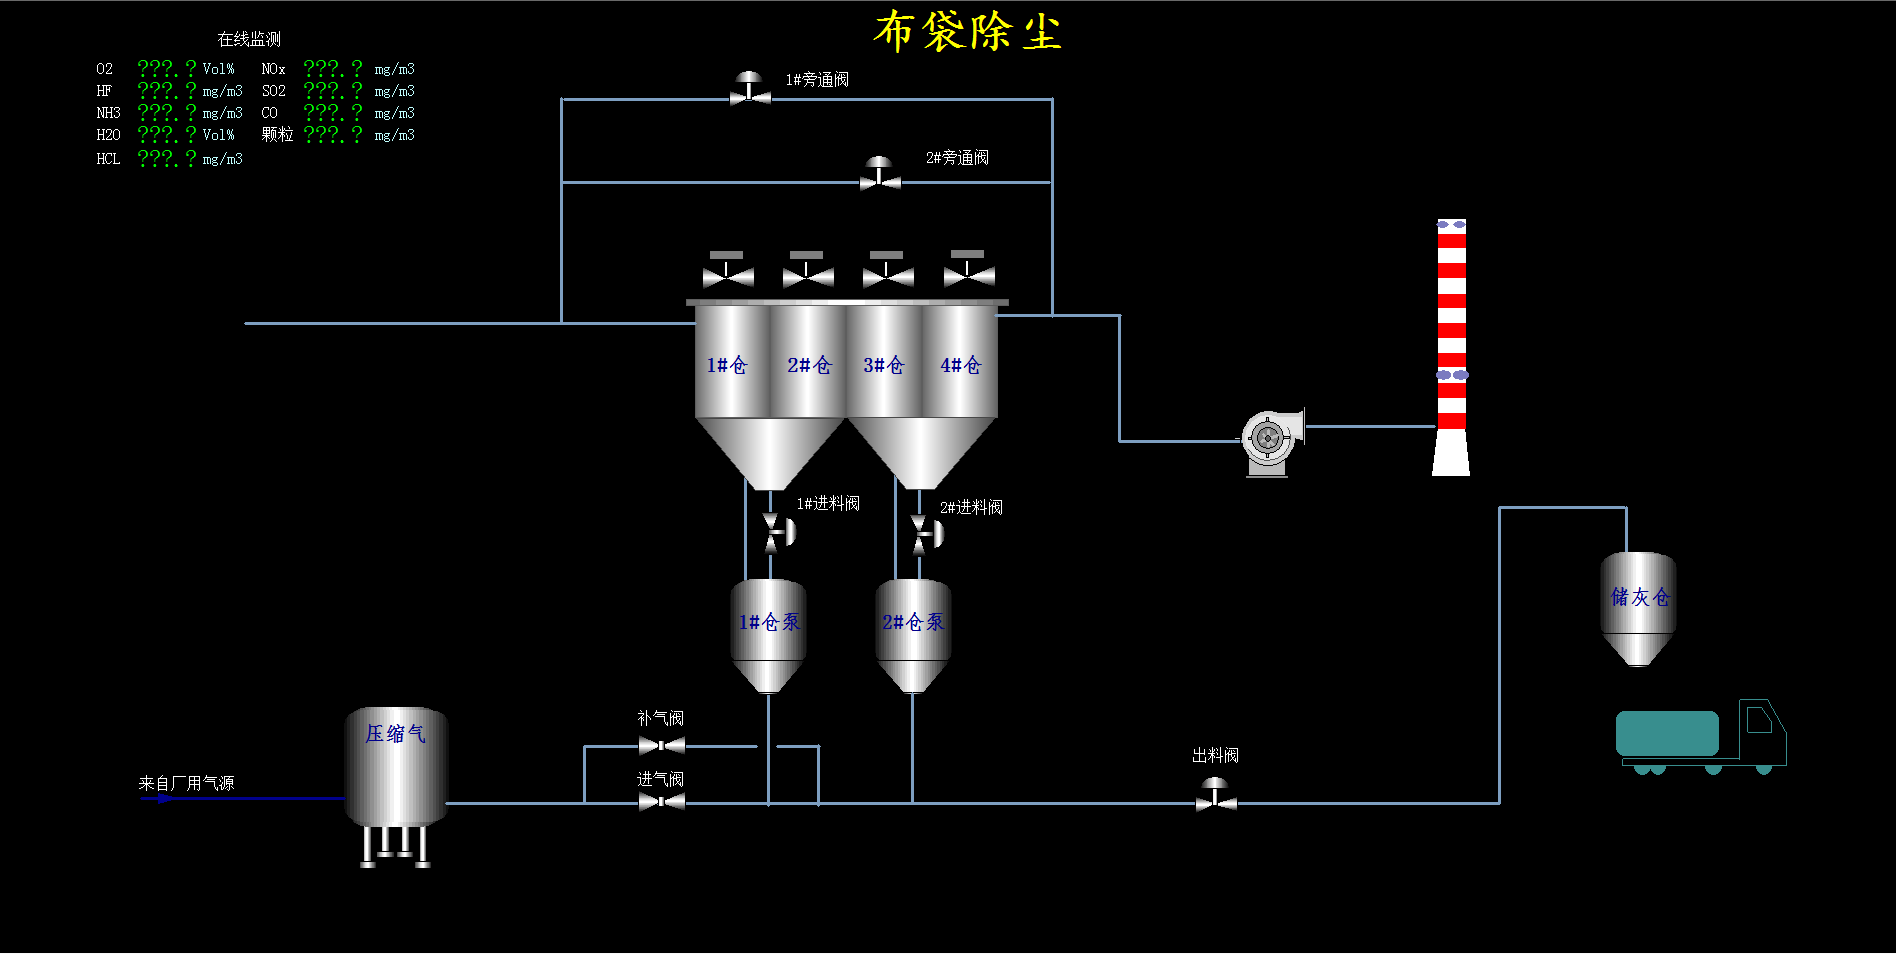 布袋除尘
在线监测
O2 ???.? Vol% NOx ???.? mg/m3
HF ???.? mg/m3 SO2 ???.? mg/m3
NH3 ???.? mg/m3 CO ???.? mg/m3
H2O ???.? Vol% 颗粒 ???.? mg/m3
HCL ???.? mg/m3
1#旁通阀
2#旁通阀
1#仓 2#仓 3#仓 4#仓
1#进料阀 2#进料阀
储灰仓
1#仓泵 2#仓泵
补气阀
压缩气
出料阀
进气阀
来自厂用气源